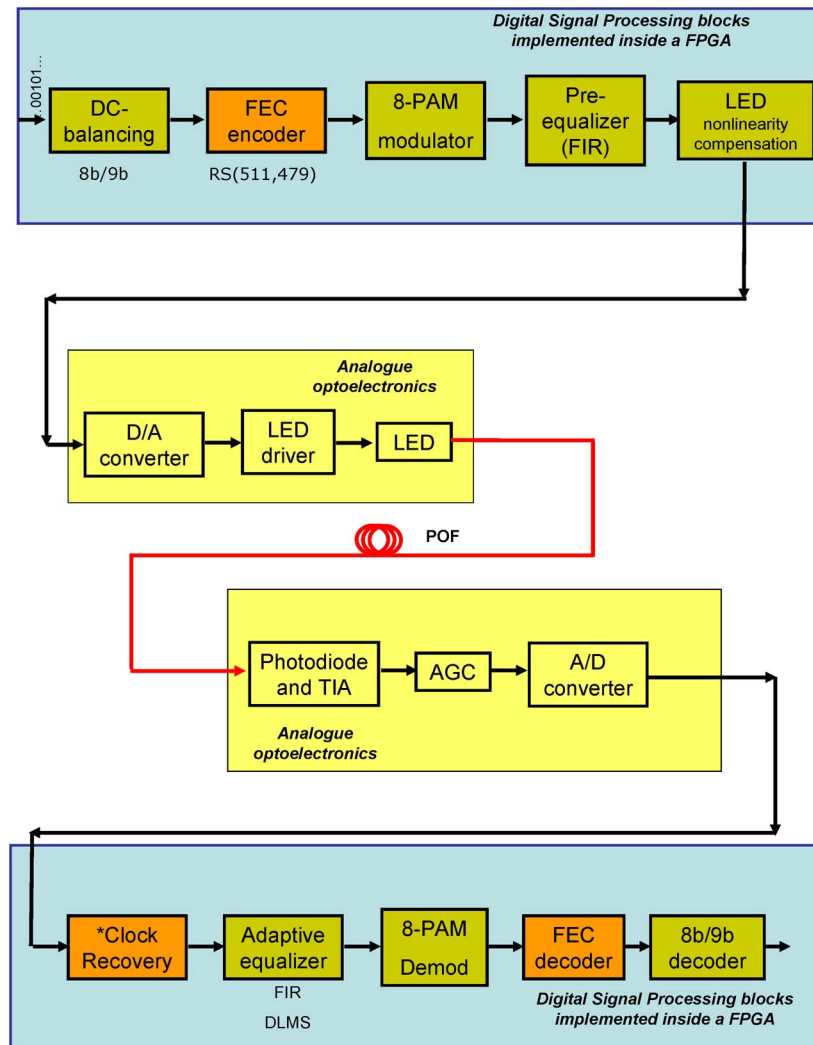 Digital Signal Processing blocks
implemented inside a FPGA
...00101...
DC-
balancing
8b/9b
FEC
encoder
RS(511,479)
8-PAM
modulator
Pre-
equalizer
(FIR)
LED
nonlinearity
compensation
Analogue
optoelectronics
D/A
converter
LED
driver
LED
POF
Photodiode
and TIA
AGC
A/D
converter
Analogue
optoelectronics
*Clock
Recovery
Adaptive
equalizer
FIR
DLMS
8-PAM
Demod
FEC
decoder
8b/9b
decoder
Digital Signal Processing blocks
implemented inside a FPGA